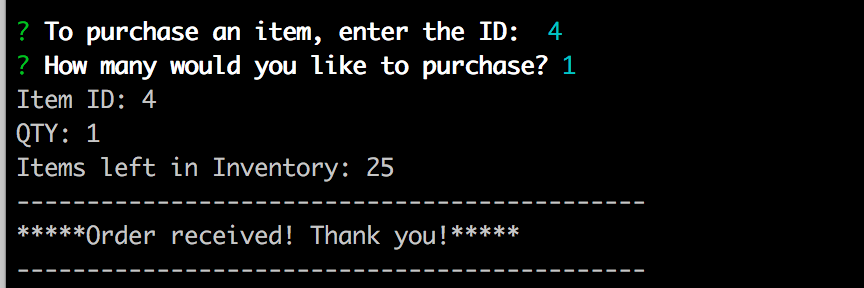 ? To purchase an item, enter the ID:  4
? How many would you like to purchase? 1
Item ID: 4
QTY: 1
Items left in Inventory: 25
---------------------------------------------
*****Order received! Thank you!*****
---------------------------------------------